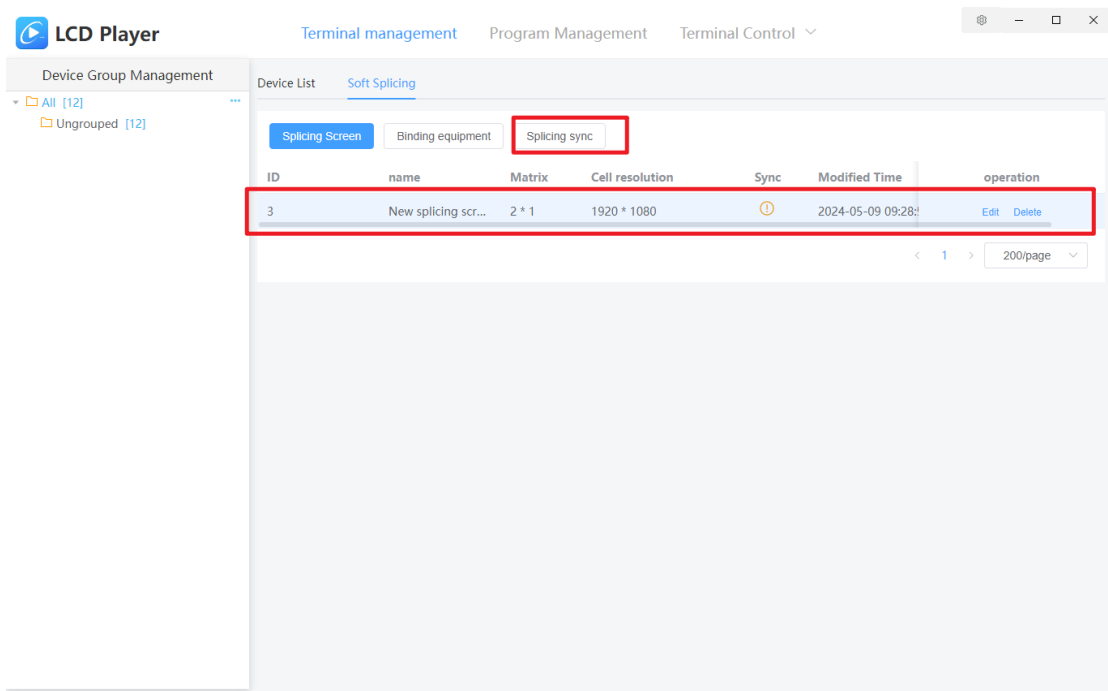 LCD Player
Terminal management Program Management Terminal Control
Device Group Management
All [12] ...
Ungrouped [12]
Device List Soft Splicing
Splicing Screen Binding equipment Splicing sync
ID name Matrix Cell resolution Sync Modified Time operation
3 New splicing scr... 2 * 1 1920 * 1080 2024-05-09 09:28: Edit Delete
1 200/page